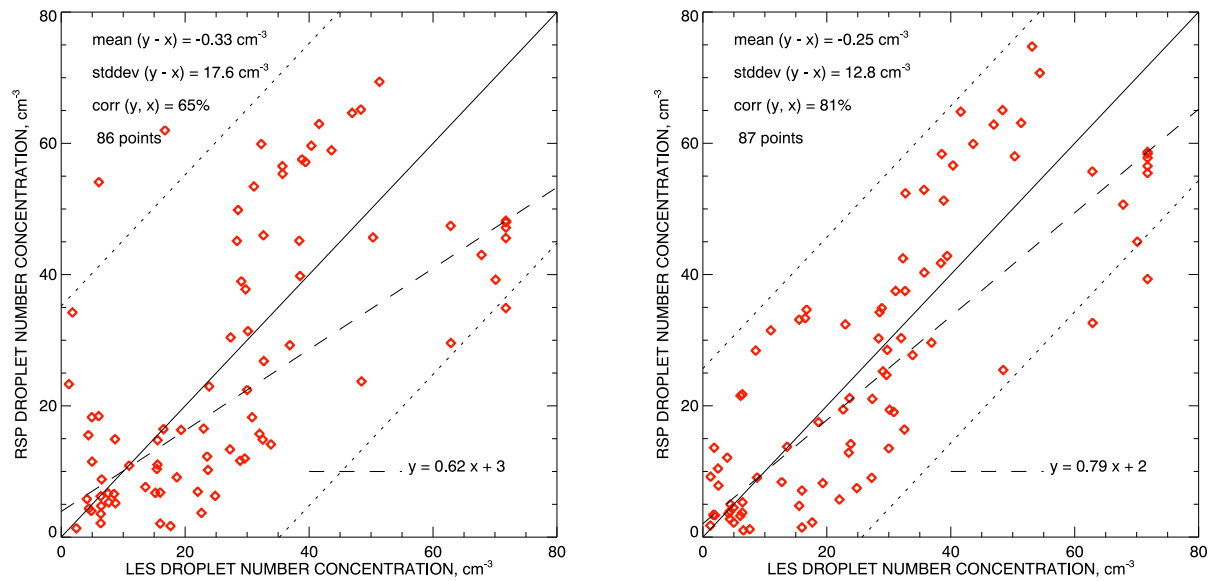 mean (y - x) = -0.33 cm⁻³
stddev (y - x) = 17.6 cm⁻³
corr (y, x) = 65%
86 points
y = 0.62 x + 3
RSP DROPLET NUMBER CONCENTRATION, cm⁻³
80
60
40
20
0
0 20 40 60 80
LES DROPLET NUMBER CONCENTRATION, cm⁻³
mean (y - x) = -0.25 cm⁻³
stddev (y - x) = 12.8 cm⁻³
corr (y, x) = 81%
87 points
y = 0.79 x + 2
RSP DROPLET NUMBER CONCENTRATION, cm⁻³
80
60
40
20
0
0 20 40 60 80
LES DROPLET NUMBER CONCENTRATION, cm⁻³